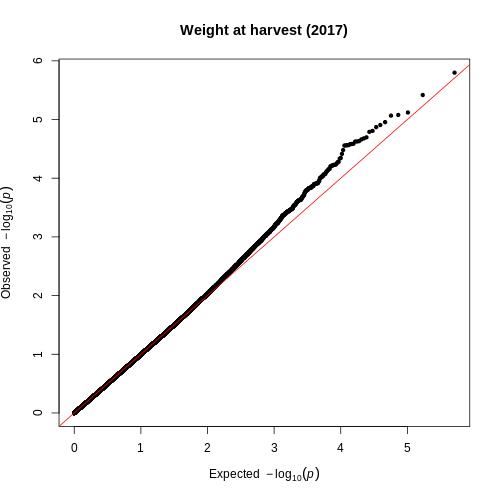 Weight at harvest (2017)
Observed −log10(p)
6
5
4
3
2
1
0
0 1 2 3 4 5
Expected −log10(p)